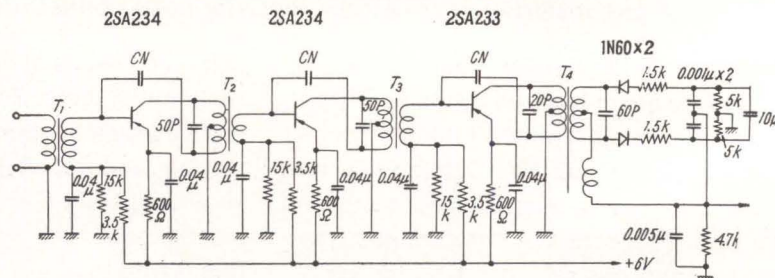 2SA234 2SA234 2SA233
1N60×2
CN CN CN
T1 T2 T3 T4
1.5k 0.001μ×2
50P 50P 20P 60P 5k 10μ
1.5k 5k
0.04μ 15k 0.04μ 0.04μ 15k 3.5k 0.04μ 0.04μ 0.04μ
3.5k 600Ω 600Ω 15k 3.5k 600Ω
0.005μ 4.7k
+6V